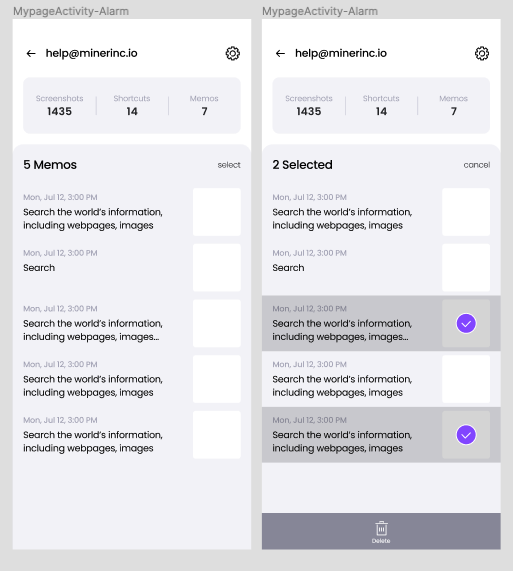 MypageActivity-Alarm
help@minerinc.io
Screenshots
Shortcuts
Memos
1435
14
7
5 Memos
select
Mon, Jul 12, 3:00 PM
Search the world's information,
including webpages, images
Mon, Jul 12, 3:00 PM
Search
Mon, Jul 12, 3:00 PM
Search the world's information,
including webpages, images...
Mon, Jul 12, 3:00 PM
Search the world's information,
including webpages, images
Mon, Jul 12, 3:00 PM
Search the world's information,
including webpages, images
MypageActivity-Alarm
help@minerinc.io
Screenshots
Shortcuts
Memos
1435
14
7
2 Selected
cancel
Mon, Jul 12, 3:00 PM
Search the world's information,
including webpages, images
Mon, Jul 12, 3:00 PM
Search
Mon, Jul 12, 3:00 PM
Search the world's information,
including webpages, images...
Mon, Jul 12, 3:00 PM
Search the world's information,
including webpages, images
Mon, Jul 12, 3:00 PM
Search the world's information,
including webpages, images
Delete